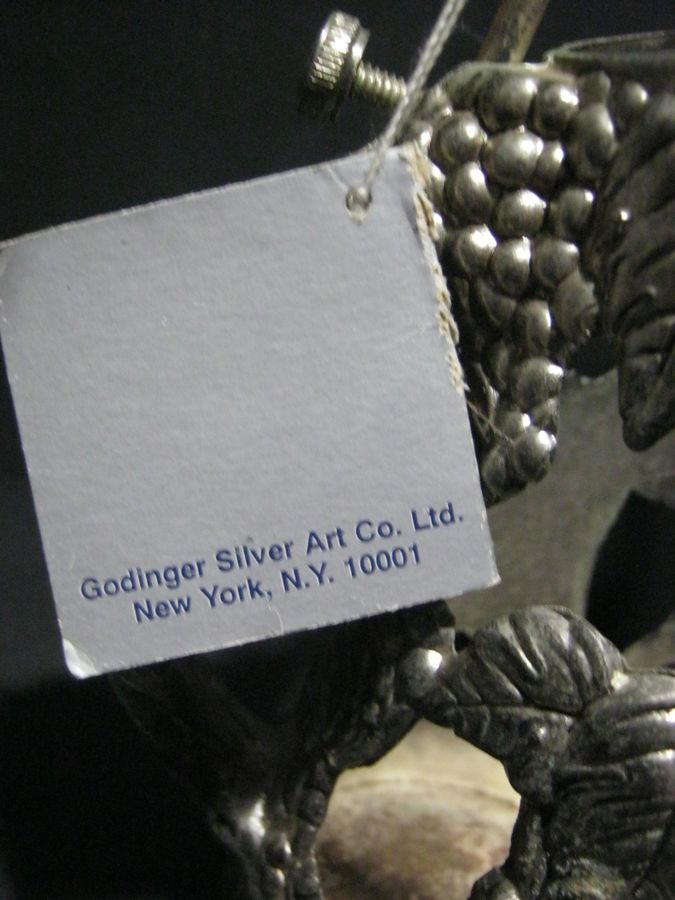 Godinger Silver Art Co. Ltd.
New York, N.Y. 10001